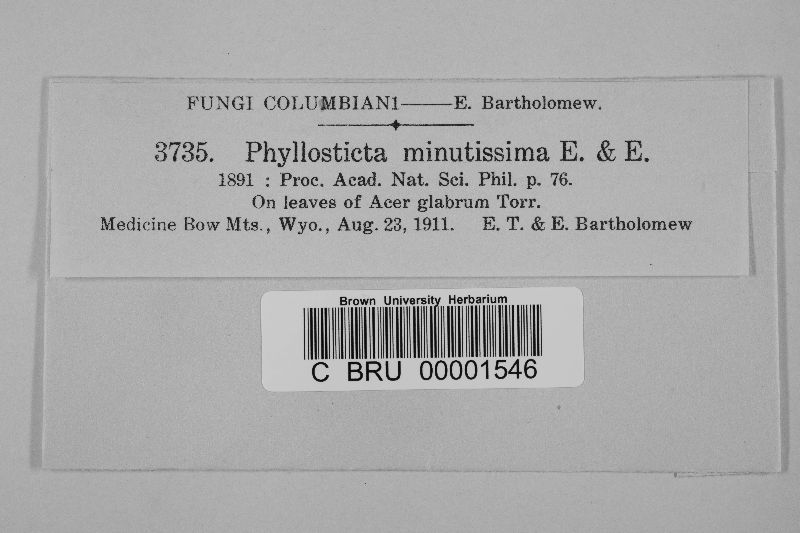 FUNGI COLUMBIANI—E. Bartholomew.
3735. Phyllosticta minutissima E. & E.
1891 : Proc. Acad. Nat. Sci. Phil. p. 76.
On leaves of Acer glabrum Torr.
Medicine Bow Mts., Wyo., Aug. 23, 1911. E. T. & E. Bartholomew
Brown University Herbarium
C BRU 00001546